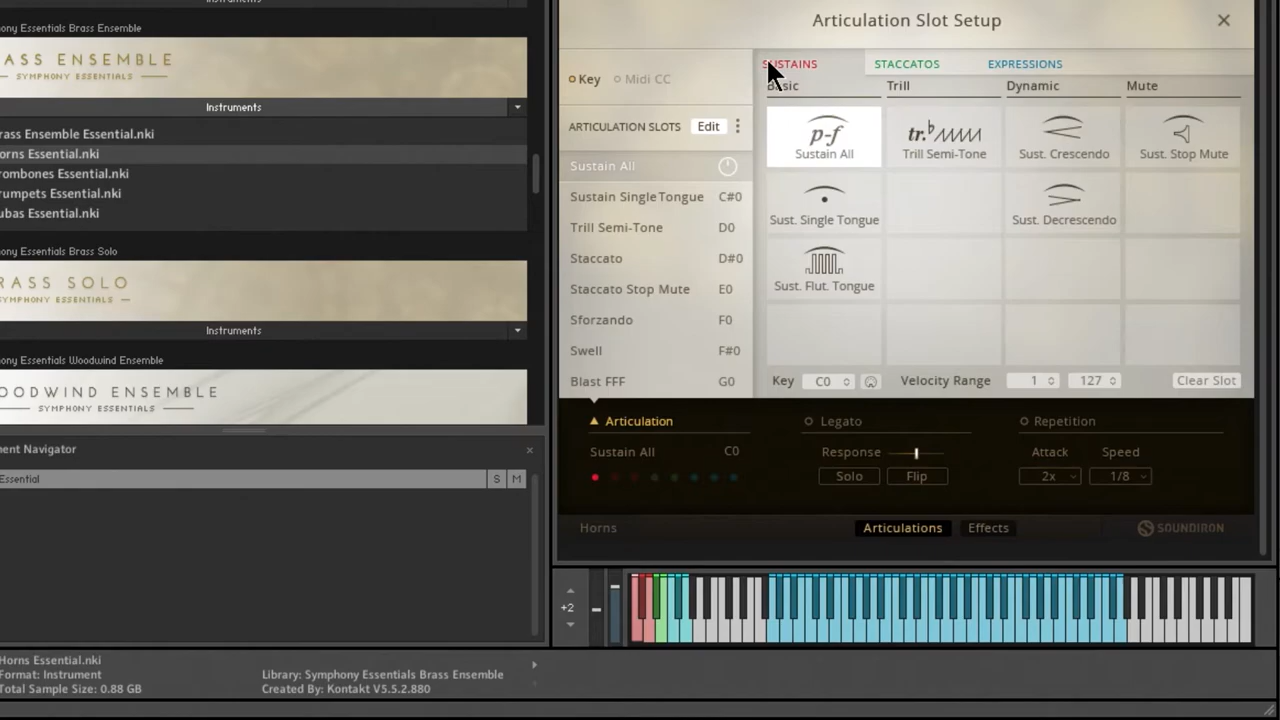 hony Essentials Brass Ensemble
ASS ENSEMBLE
SYMPHONY ESSENTIALS
Instruments
rass Ensemble Essential.nki
orns Essential.nki
rombones Essential.nki
rumpets Essential.nki
ubas Essential.nki
hony Essentials Brass Solo
RASS SOLO
SYMPHONY ESSENTIALS
Instruments
hony Essentials Woodwind Ensemble
OODWIND ENSEMBLE
SYMPHONY ESSENTIALS
ment Navigator
Essential S M
Horns Essential.nki
Format: Instrument
Total Sample Size: 0.88 GB
Library: Symphony Essentials Brass Ensemble
Created By: Kontakt V5.5.2.880
Articulation Slot Setup
Key Midi CC
ARTICULATION SLOTS Edit
Sustain All
Sustain Single Tongue C#0
Trill Semi-Tone D0
Staccato D#0
Staccato Stop Mute E0
Sforzando F0
Swell F#0
Blast FFF G0
SUSTAINS STACCATOS EXPRESSIONS
Basic Trill Dynamic Mute
p-f tr.♭
Sustain All Trill Semi-Tone Sust. Crescendo Sust. Stop Mute
Sust. Single Tongue Sust. Decrescendo
Sust. Flut. Tongue
Key C0 Velocity Range 1 127 Clear Slot
Articulation Legato Repetition
Sustain All C0 Response Attack Speed
Solo Flip 2x 1/8
Horns Articulations Effects SOUNDIRON
+2